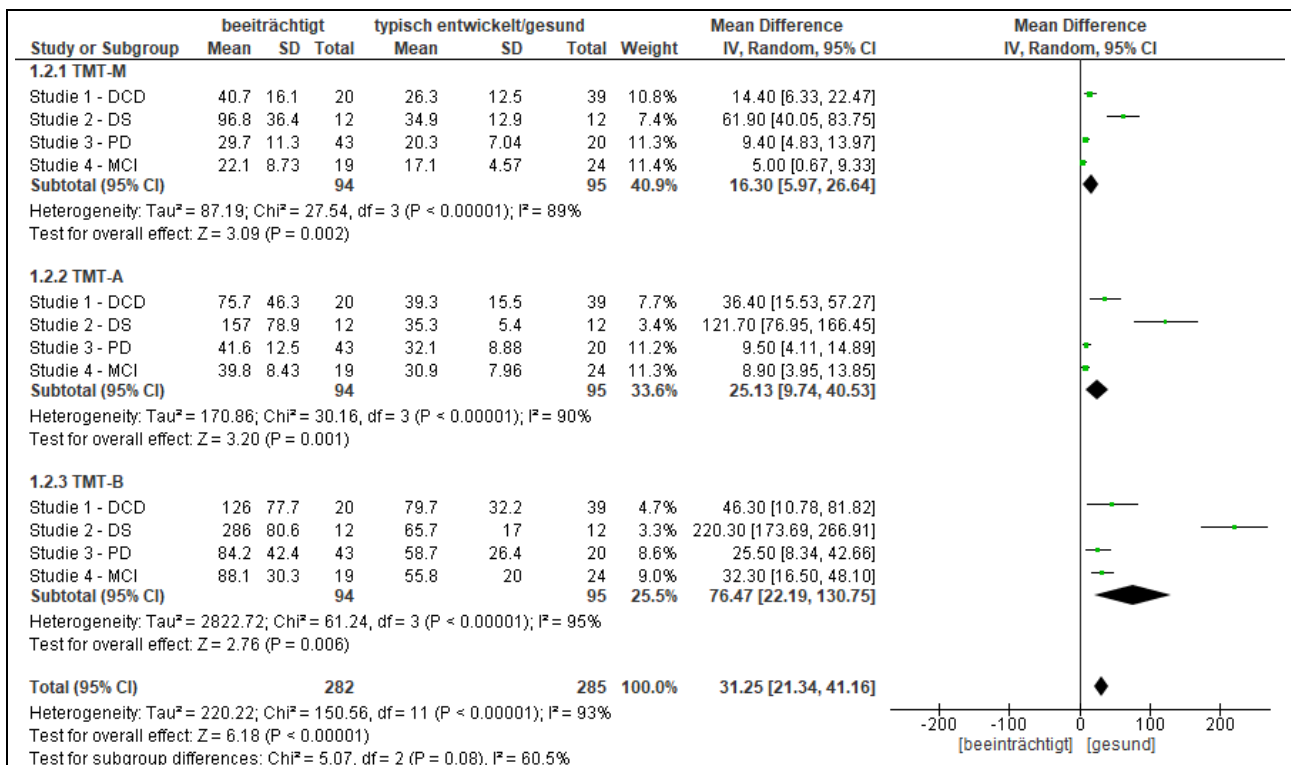 beeiträchtigt typisch entwickelt/gesund Mean Difference Mean Difference
Study or Subgroup Mean SD Total Mean SD Total Weight IV, Random, 95% CI IV, Random, 95% CI
1.2.1 TMT-M
Studie 1 - DCD 40.7 16.1 20 26.3 12.5 39 10.8% 14.40 [6.33, 22.47]
Studie 2 - DS 96.8 36.4 12 34.9 12.9 12 7.4% 61.90 [40.05, 83.75]
Studie 3 - PD 29.7 11.3 43 20.3 7.04 20 11.3% 9.40 [4.83, 13.97]
Studie 4 - MCI 22.1 8.73 19 17.1 4.57 24 11.4% 5.00 [0.67, 9.33]
Subtotal (95% CI) 94 95 40.9% 16.30 [5.97, 26.64]
Heterogeneity: Tau² = 87.19; Chi² = 27.54, df = 3 (P < 0.00001); I² = 89%
Test for overall effect: Z = 3.09 (P = 0.002)
1.2.2 TMT-A
Studie 1 - DCD 75.7 46.3 20 39.3 15.5 39 7.7% 36.40 [15.53, 57.27]
Studie 2 - DS 157 78.9 12 35.3 5.4 12 3.4% 121.70 [76.95, 166.45]
Studie 3 - PD 41.6 12.5 43 32.1 8.88 20 11.2% 9.50 [4.11, 14.89]
Studie 4 - MCI 39.8 8.43 19 30.9 7.96 24 11.3% 8.90 [3.95, 13.85]
Subtotal (95% CI) 94 95 33.6% 25.13 [9.74, 40.53]
Heterogeneity: Tau² = 170.86; Chi² = 30.16, df = 3 (P < 0.00001); I² = 90%
Test for overall effect: Z = 3.20 (P = 0.001)
1.2.3 TMT-B
Studie 1 - DCD 126 77.7 20 79.7 32.2 39 4.7% 46.30 [10.78, 81.82]
Studie 2 - DS 286 80.6 12 65.7 17 12 3.3% 220.30 [173.69, 266.91]
Studie 3 - PD 84.2 42.4 43 58.7 26.4 20 8.6% 25.50 [8.34, 42.66]
Studie 4 - MCI 88.1 30.3 19 55.8 20 24 9.0% 32.30 [16.50, 48.10]
Subtotal (95% CI) 94 95 25.5% 76.47 [22.19, 130.75]
Heterogeneity: Tau² = 2822.72; Chi² = 61.24, df = 3 (P < 0.00001); I² = 95%
Test for overall effect: Z = 2.76 (P = 0.006)
Total (95% CI) 282 285 100.0% 31.25 [21.34, 41.16]
Heterogeneity: Tau² = 220.22; Chi² = 150.56, df = 11 (P < 0.00001); I² = 93%
Test for overall effect: Z = 6.18 (P < 0.00001)
Test for subgroup differences: Chi² = 5.07, df = 2 (P = 0.08), I² = 60.5%
-200 -100 0 100 200
[beeinträchtigt] [gesund]